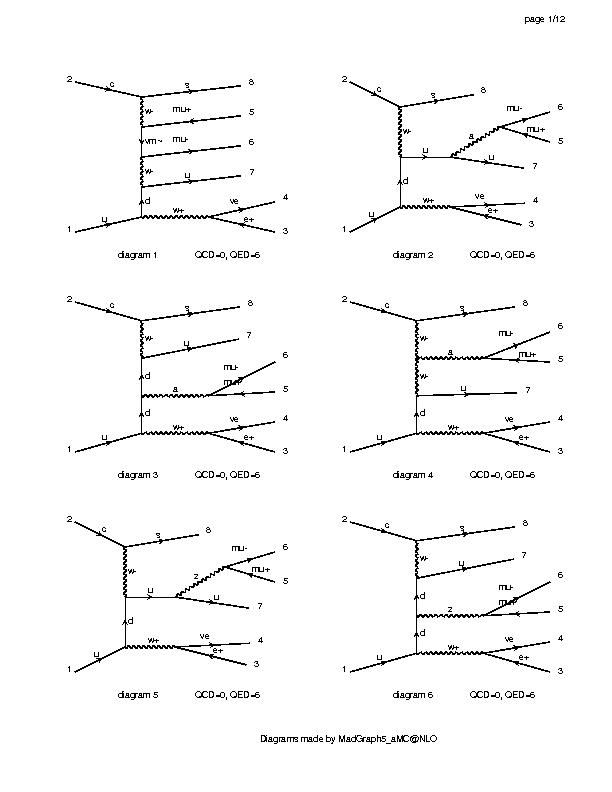 page 1/12
2 c s 8
w- mu+ 5
vm~ mu- 6
w- u 7
d ve 4
1 u w+ e+ 3
diagram 1 QCD=0, QED=6
2 c s 8
w- mu- 6
a mu+ 5
u u 7
d ve 4
1 u w+ e+ 3
diagram 2 QCD=0, QED=6
2 c s 8
w- u 7
d mu- 6
a mu+ 5
d ve 4
1 u w+ e+ 3
diagram 3 QCD=0, QED=6
2 c s 8
w- mu- 6
a mu+ 5
w- u 7
d ve 4
1 u w+ e+ 3
diagram 4 QCD=0, QED=6
2 c s 8
w- mu- 6
z mu+ 5
u u 7
d ve 4
1 u w+ e+ 3
diagram 5 QCD=0, QED=6
2 c s 8
w- u 7
d mu- 6
z mu+ 5
d ve 4
1 u w+ e+ 3
diagram 6 QCD=0, QED=6
Diagrams made by MadGraph5_aMC@NLO